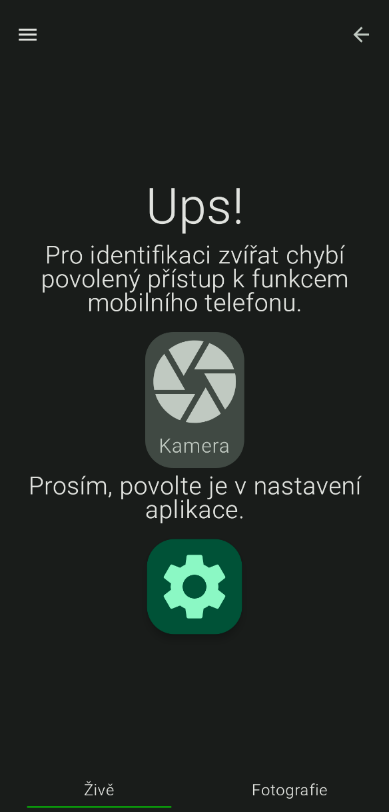 Ups!
Pro identifikaci zvířat chybí
povolený přístup k funkcem
mobilního telefonu.
Kamera
Prosím, povolte je v nastavení
aplikace.
Živě
Fotografie